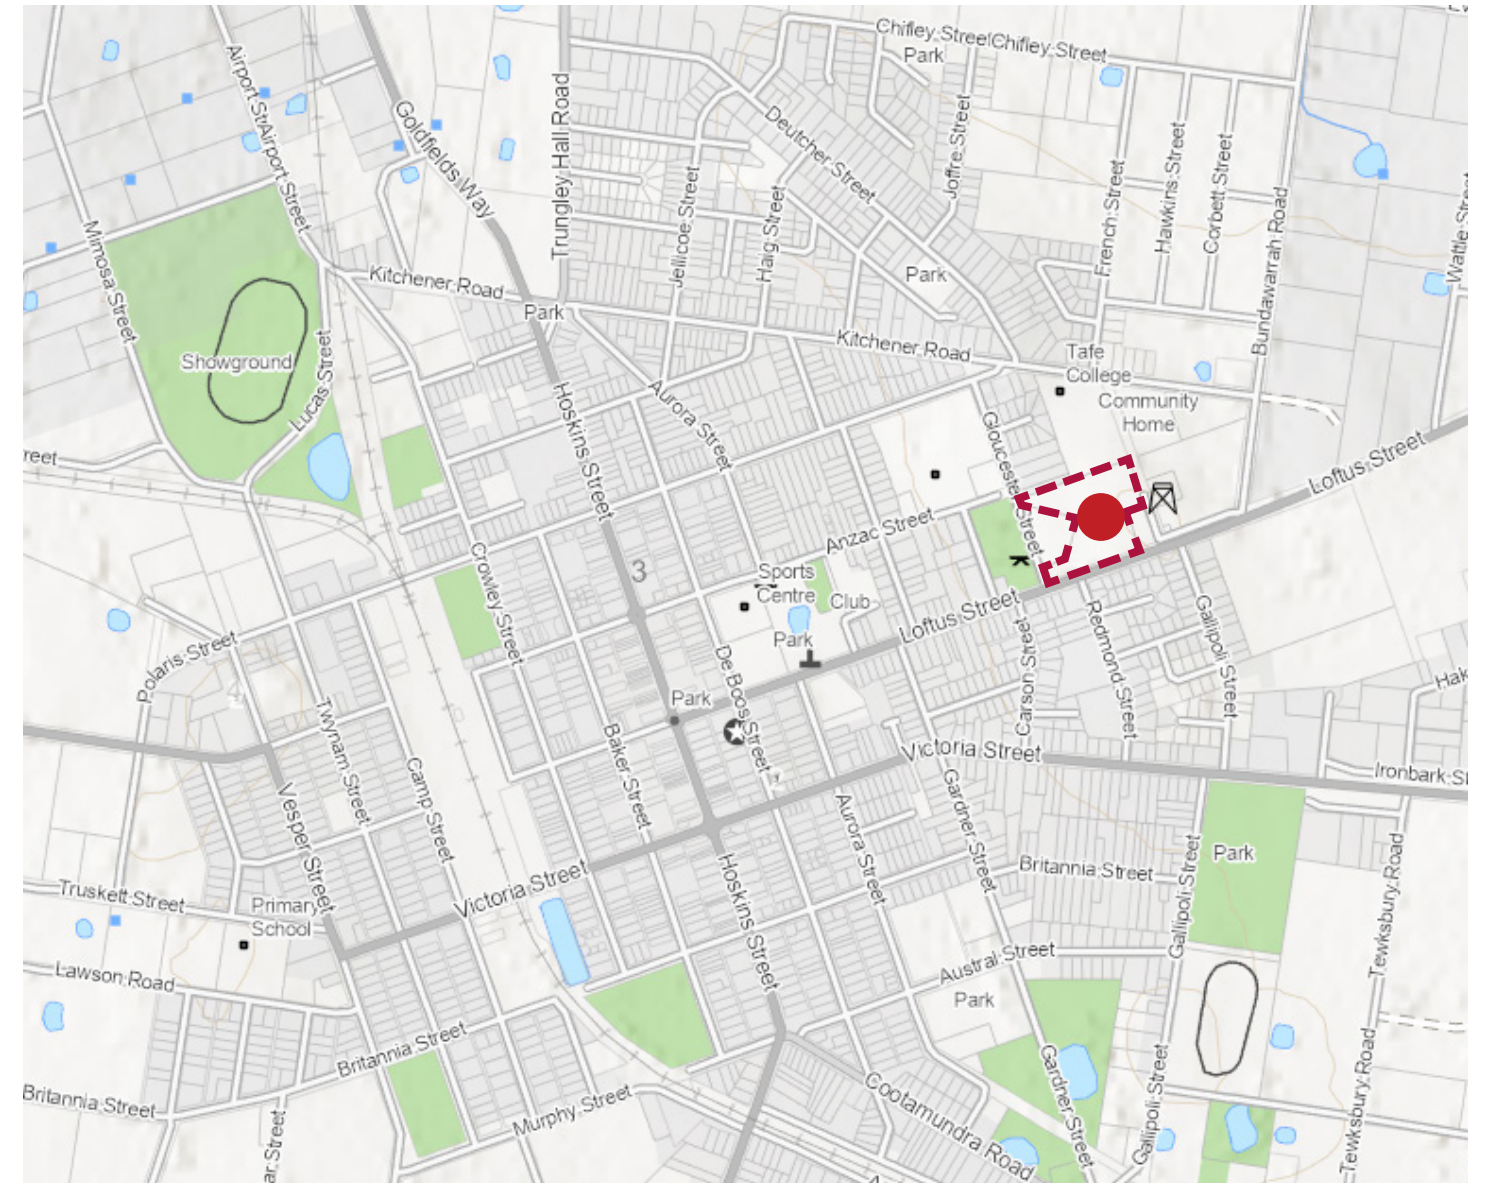 Chifley Street
Chifley Street
Park
Airport St
Airport Street
Goldfields Way
Trungley Hall Road
Deutcher Street
Joffre Street
Jellicoe Street
Haig Street
French Street
Hawkins Street
Corbett Street
Bundawarrah Road
Wattle Street
Mimosa Street
Kitchener Road
Park
Park
Kitchener Road
Showground
Lucas Street
Tafe
College
Community
Home
Hoskins Street
Aurora Street
Gloucester Street
Loftus Street
reet
Anzac Street
Crowley Street
3
Sports
Centre
Club
Park
Loftus Street
Polaris Street
Park
De Boos Street
Carson Street
Redmond Street
Gallipoli Street
Hak
Twynam Street
Camp Street
Baker Street
Victoria Street
Ironbark St
Vesper Street
Aurora Street
Gardner Street
Britannia Street
Gallipoli Street
Park
Tewksbury Road
Truskett Street
Primary
School
Victoria Street
Hoskins Street
Lawson Road
Austral Street
Park
Britannia Street
Britannia Street
Murphy Street
Cootamundra Road
Gardner Street
Gallipoli Street
Tewksbury Road
ar Street